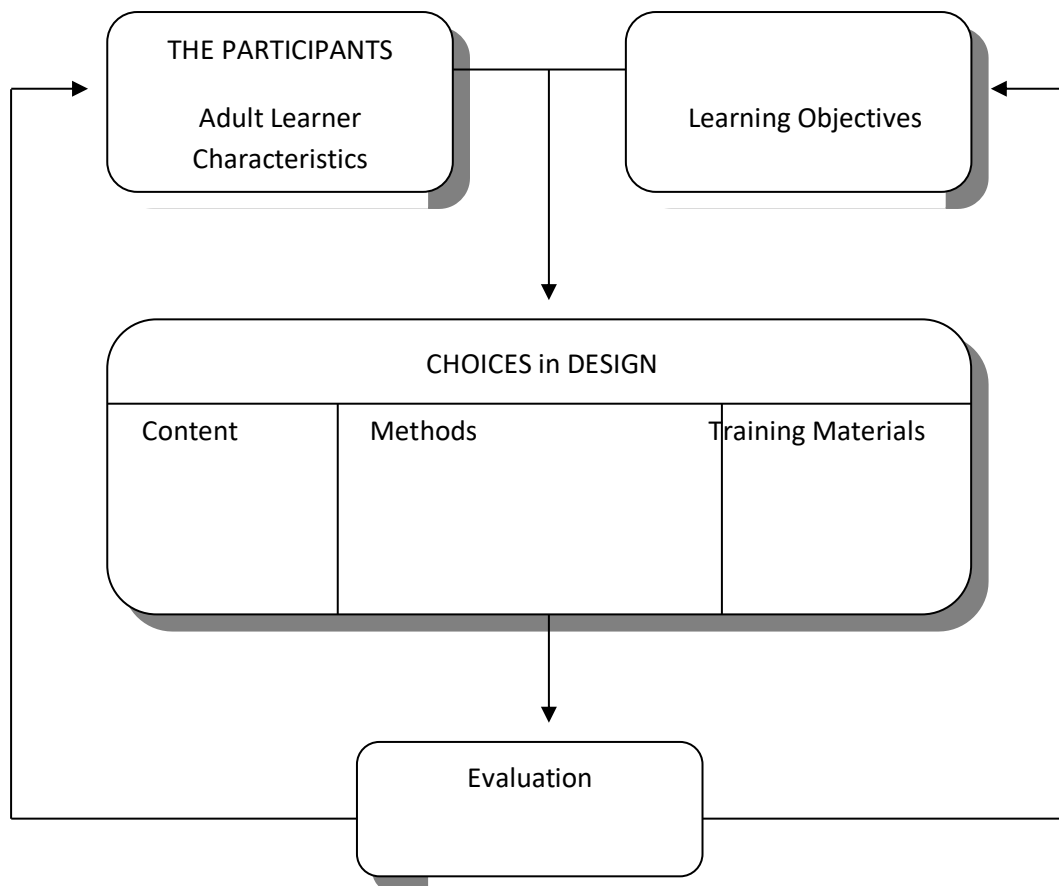 THE PARTICIPANTS
Adult Learner
Characteristics
Learning Objectives
CHOICES in DESIGN
Content
Methods
Training Materials
Evaluation